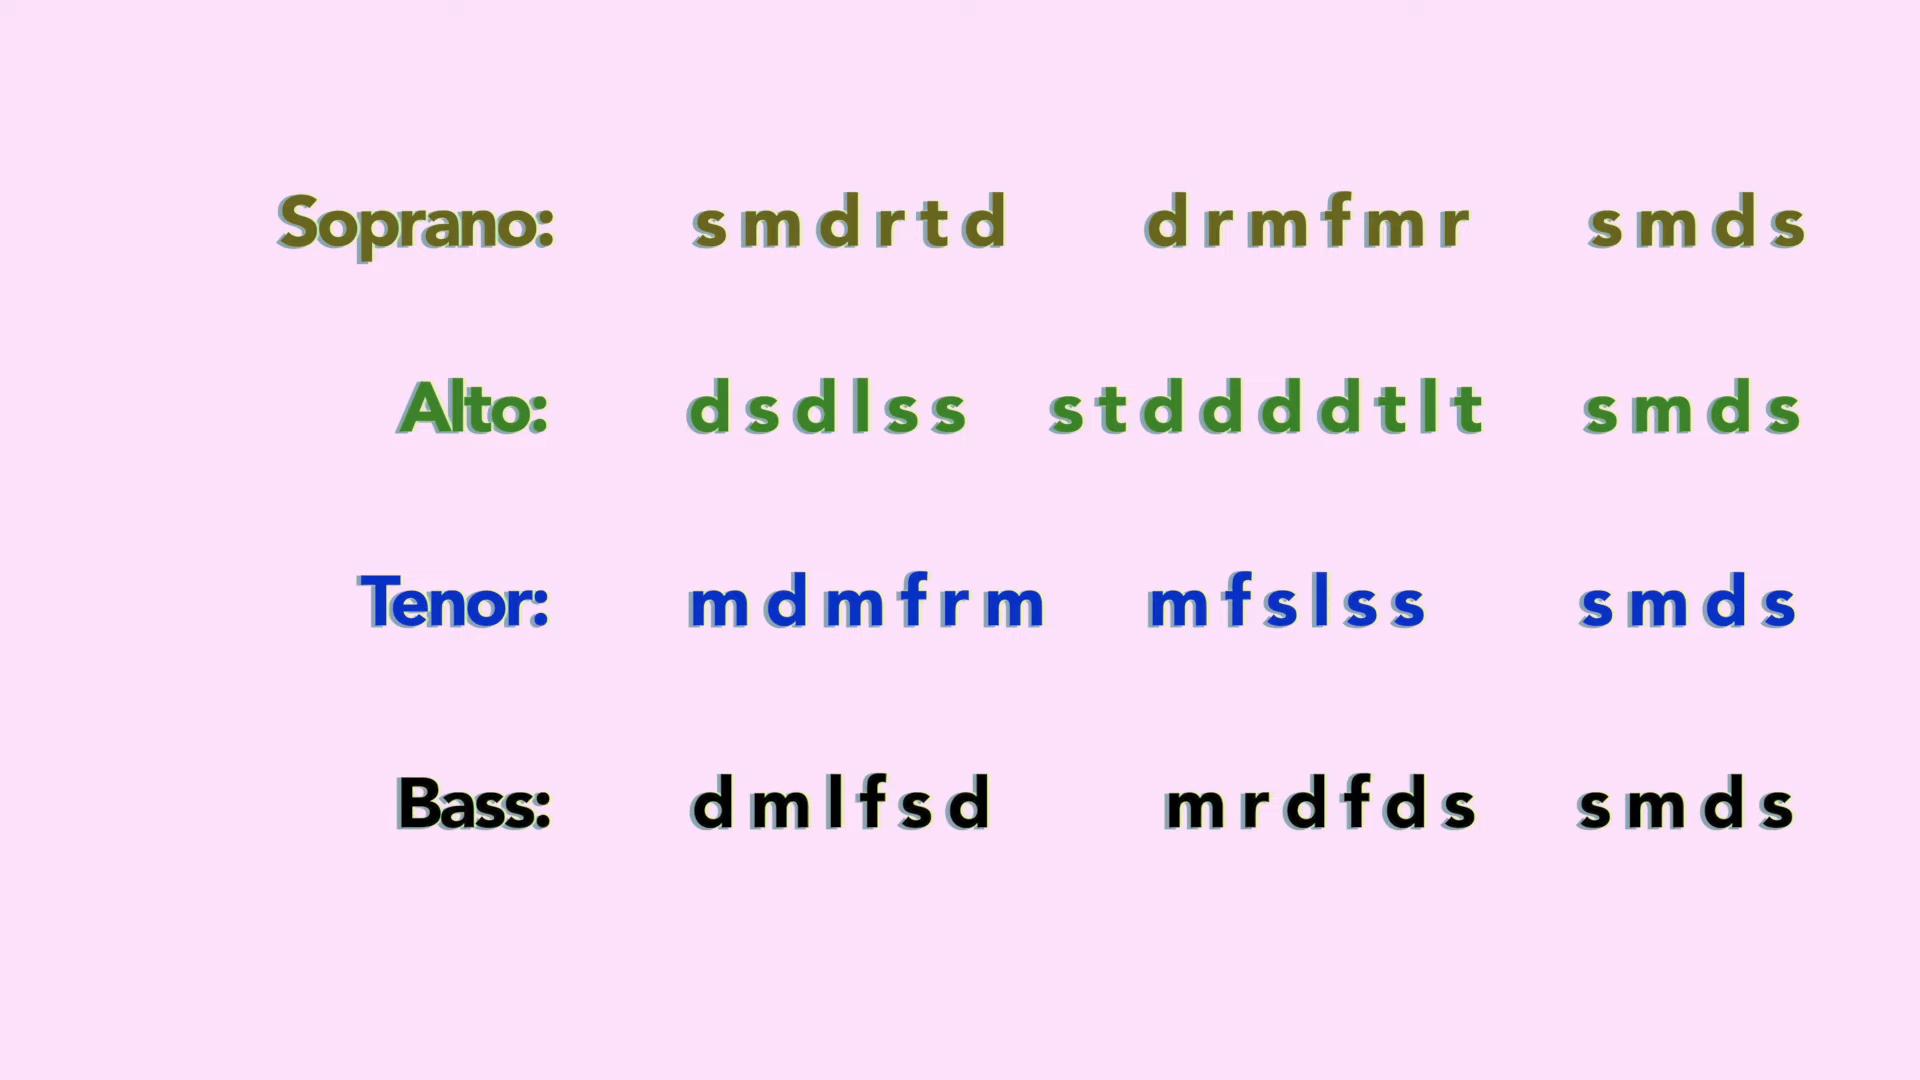 Soprano: s m d r t d d r m f m r s m d s
Alto: d s d l s s s t d d d d t l t s m d s
Tenor: m d m f r m m f s l s s s m d s
Bass: d m l f s d m r d f d s s m d s